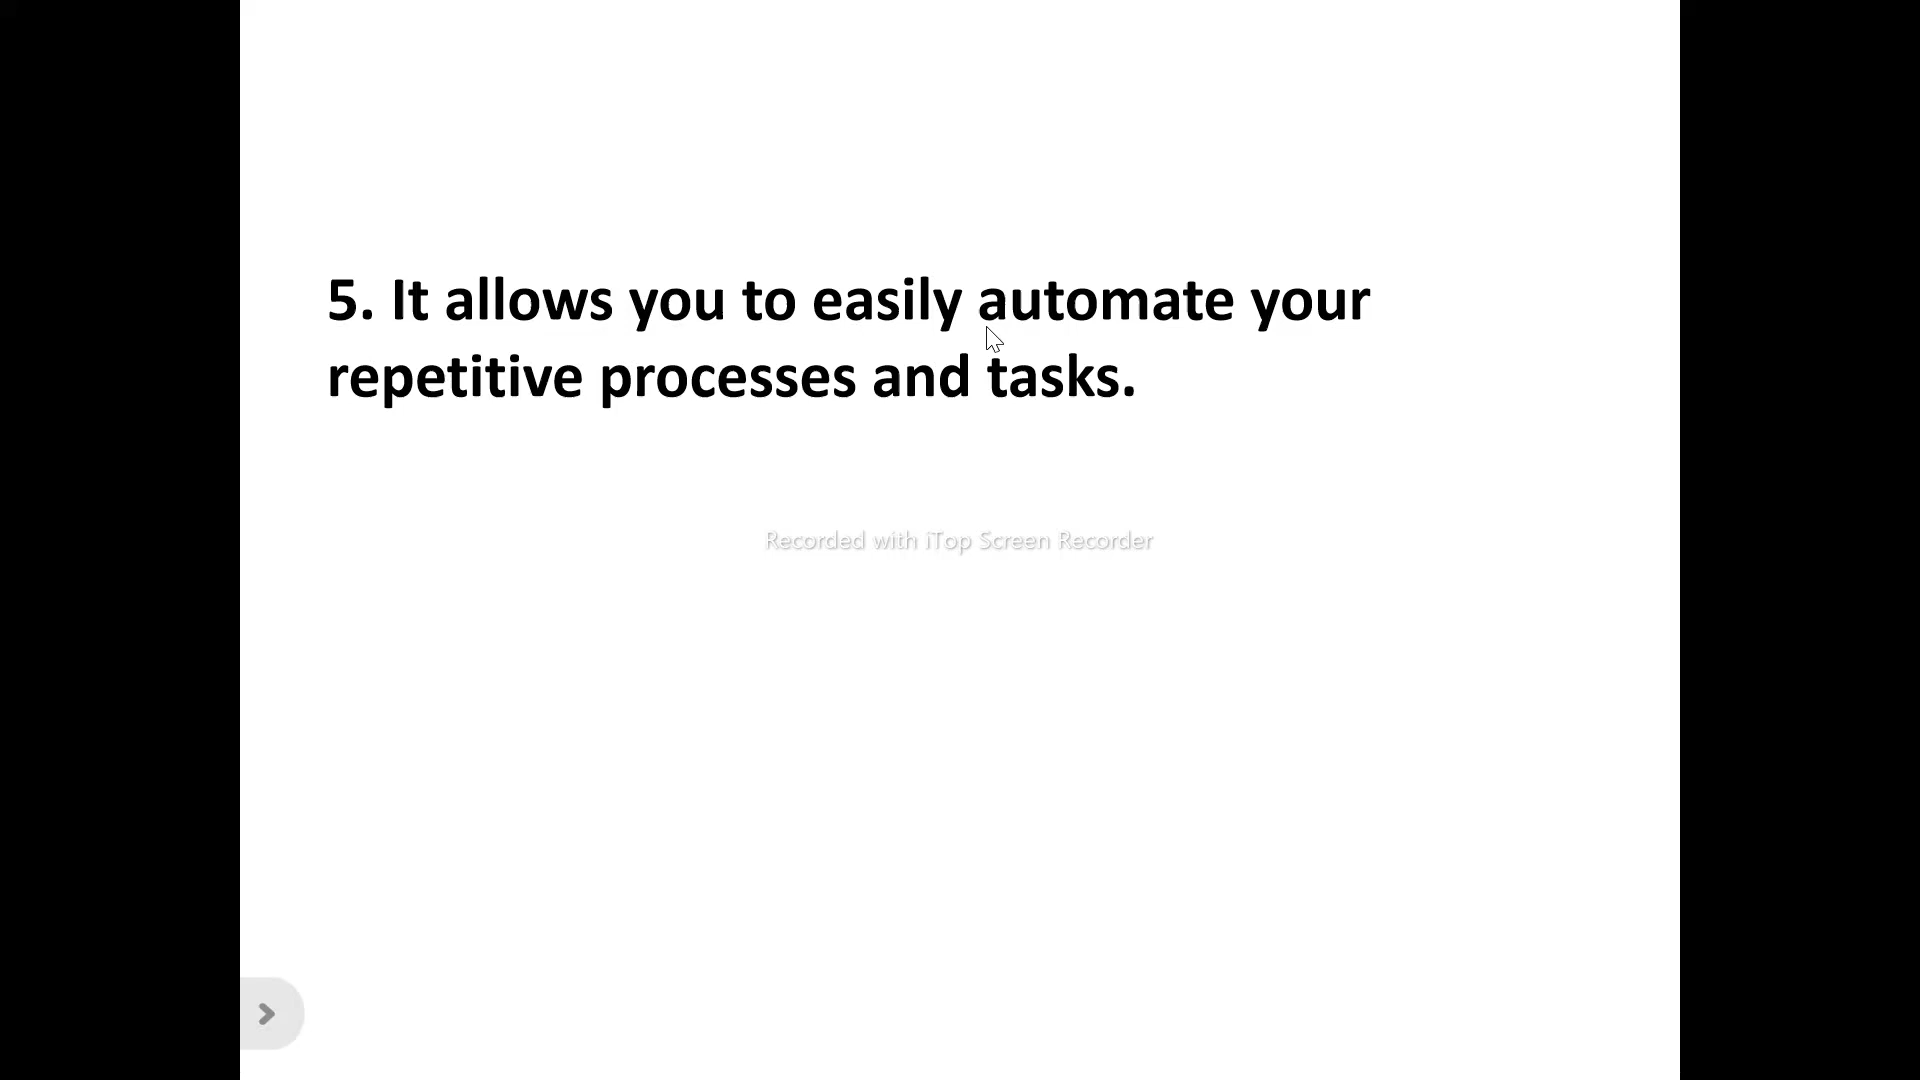 5. It allows you to easily automate your
repetitive processes and tasks.
Recorded with iTop Screen Recorder